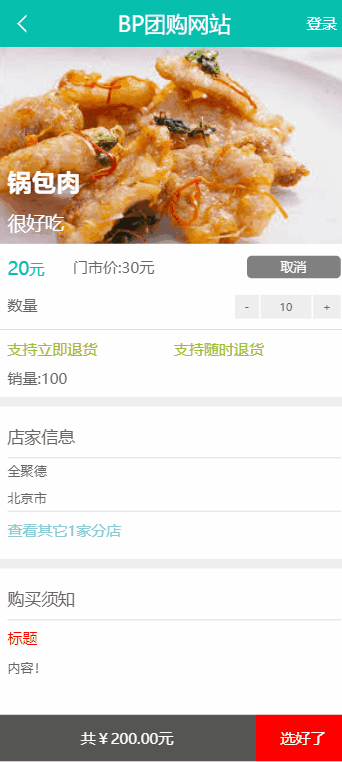 BP团购网站 登录
锅包肉
很好吃
20元 门市价:30元 取消
数量 - 10 +
支持立即退货 支持随时退货
销量:100
店家信息
全聚德
北京市
查看其它1家分店
购买须知
标题
内容！
共￥200.00元 选好了